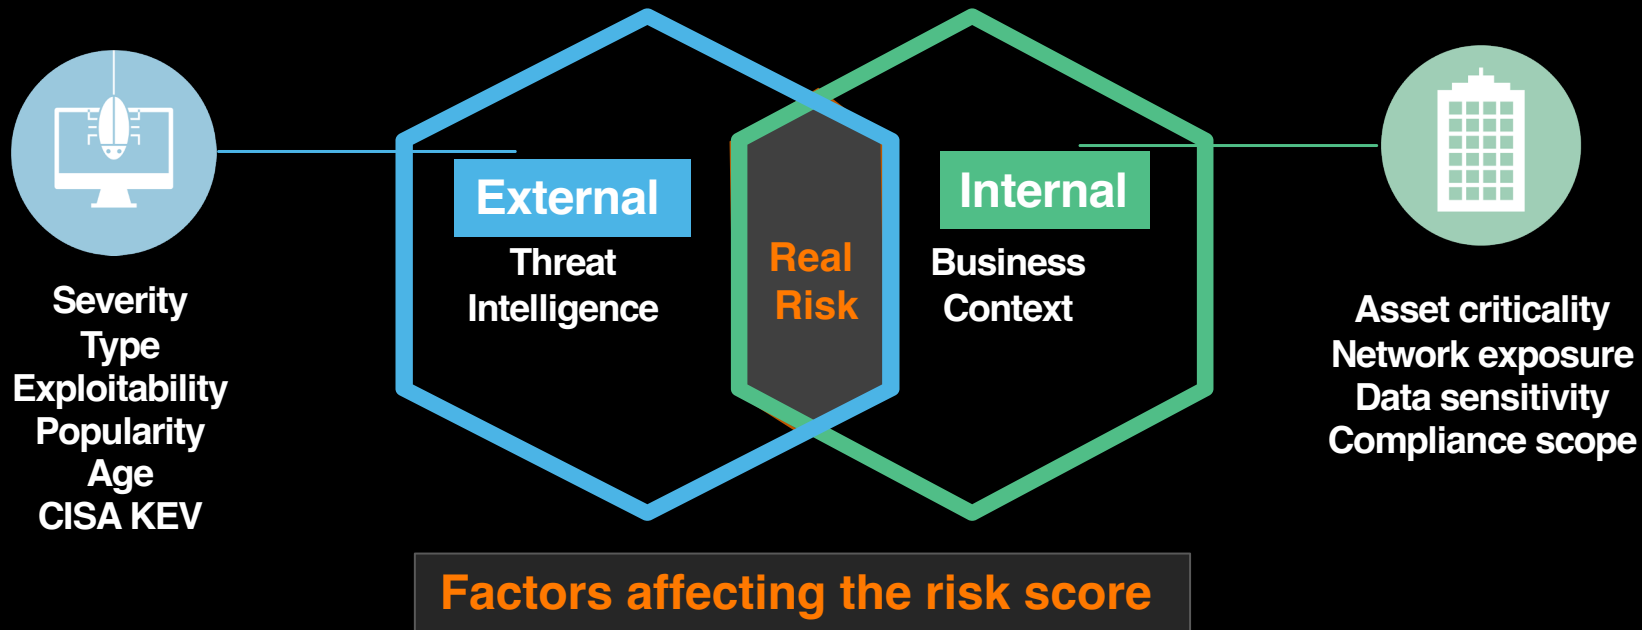 External
Threat
Intelligence
Real
Risk
Internal
Business
Context
Severity
Type
Exploitability
Popularity
Age
CISA KEV
Asset criticality
Network exposure
Data sensitivity
Compliance scope
Factors affecting the risk score